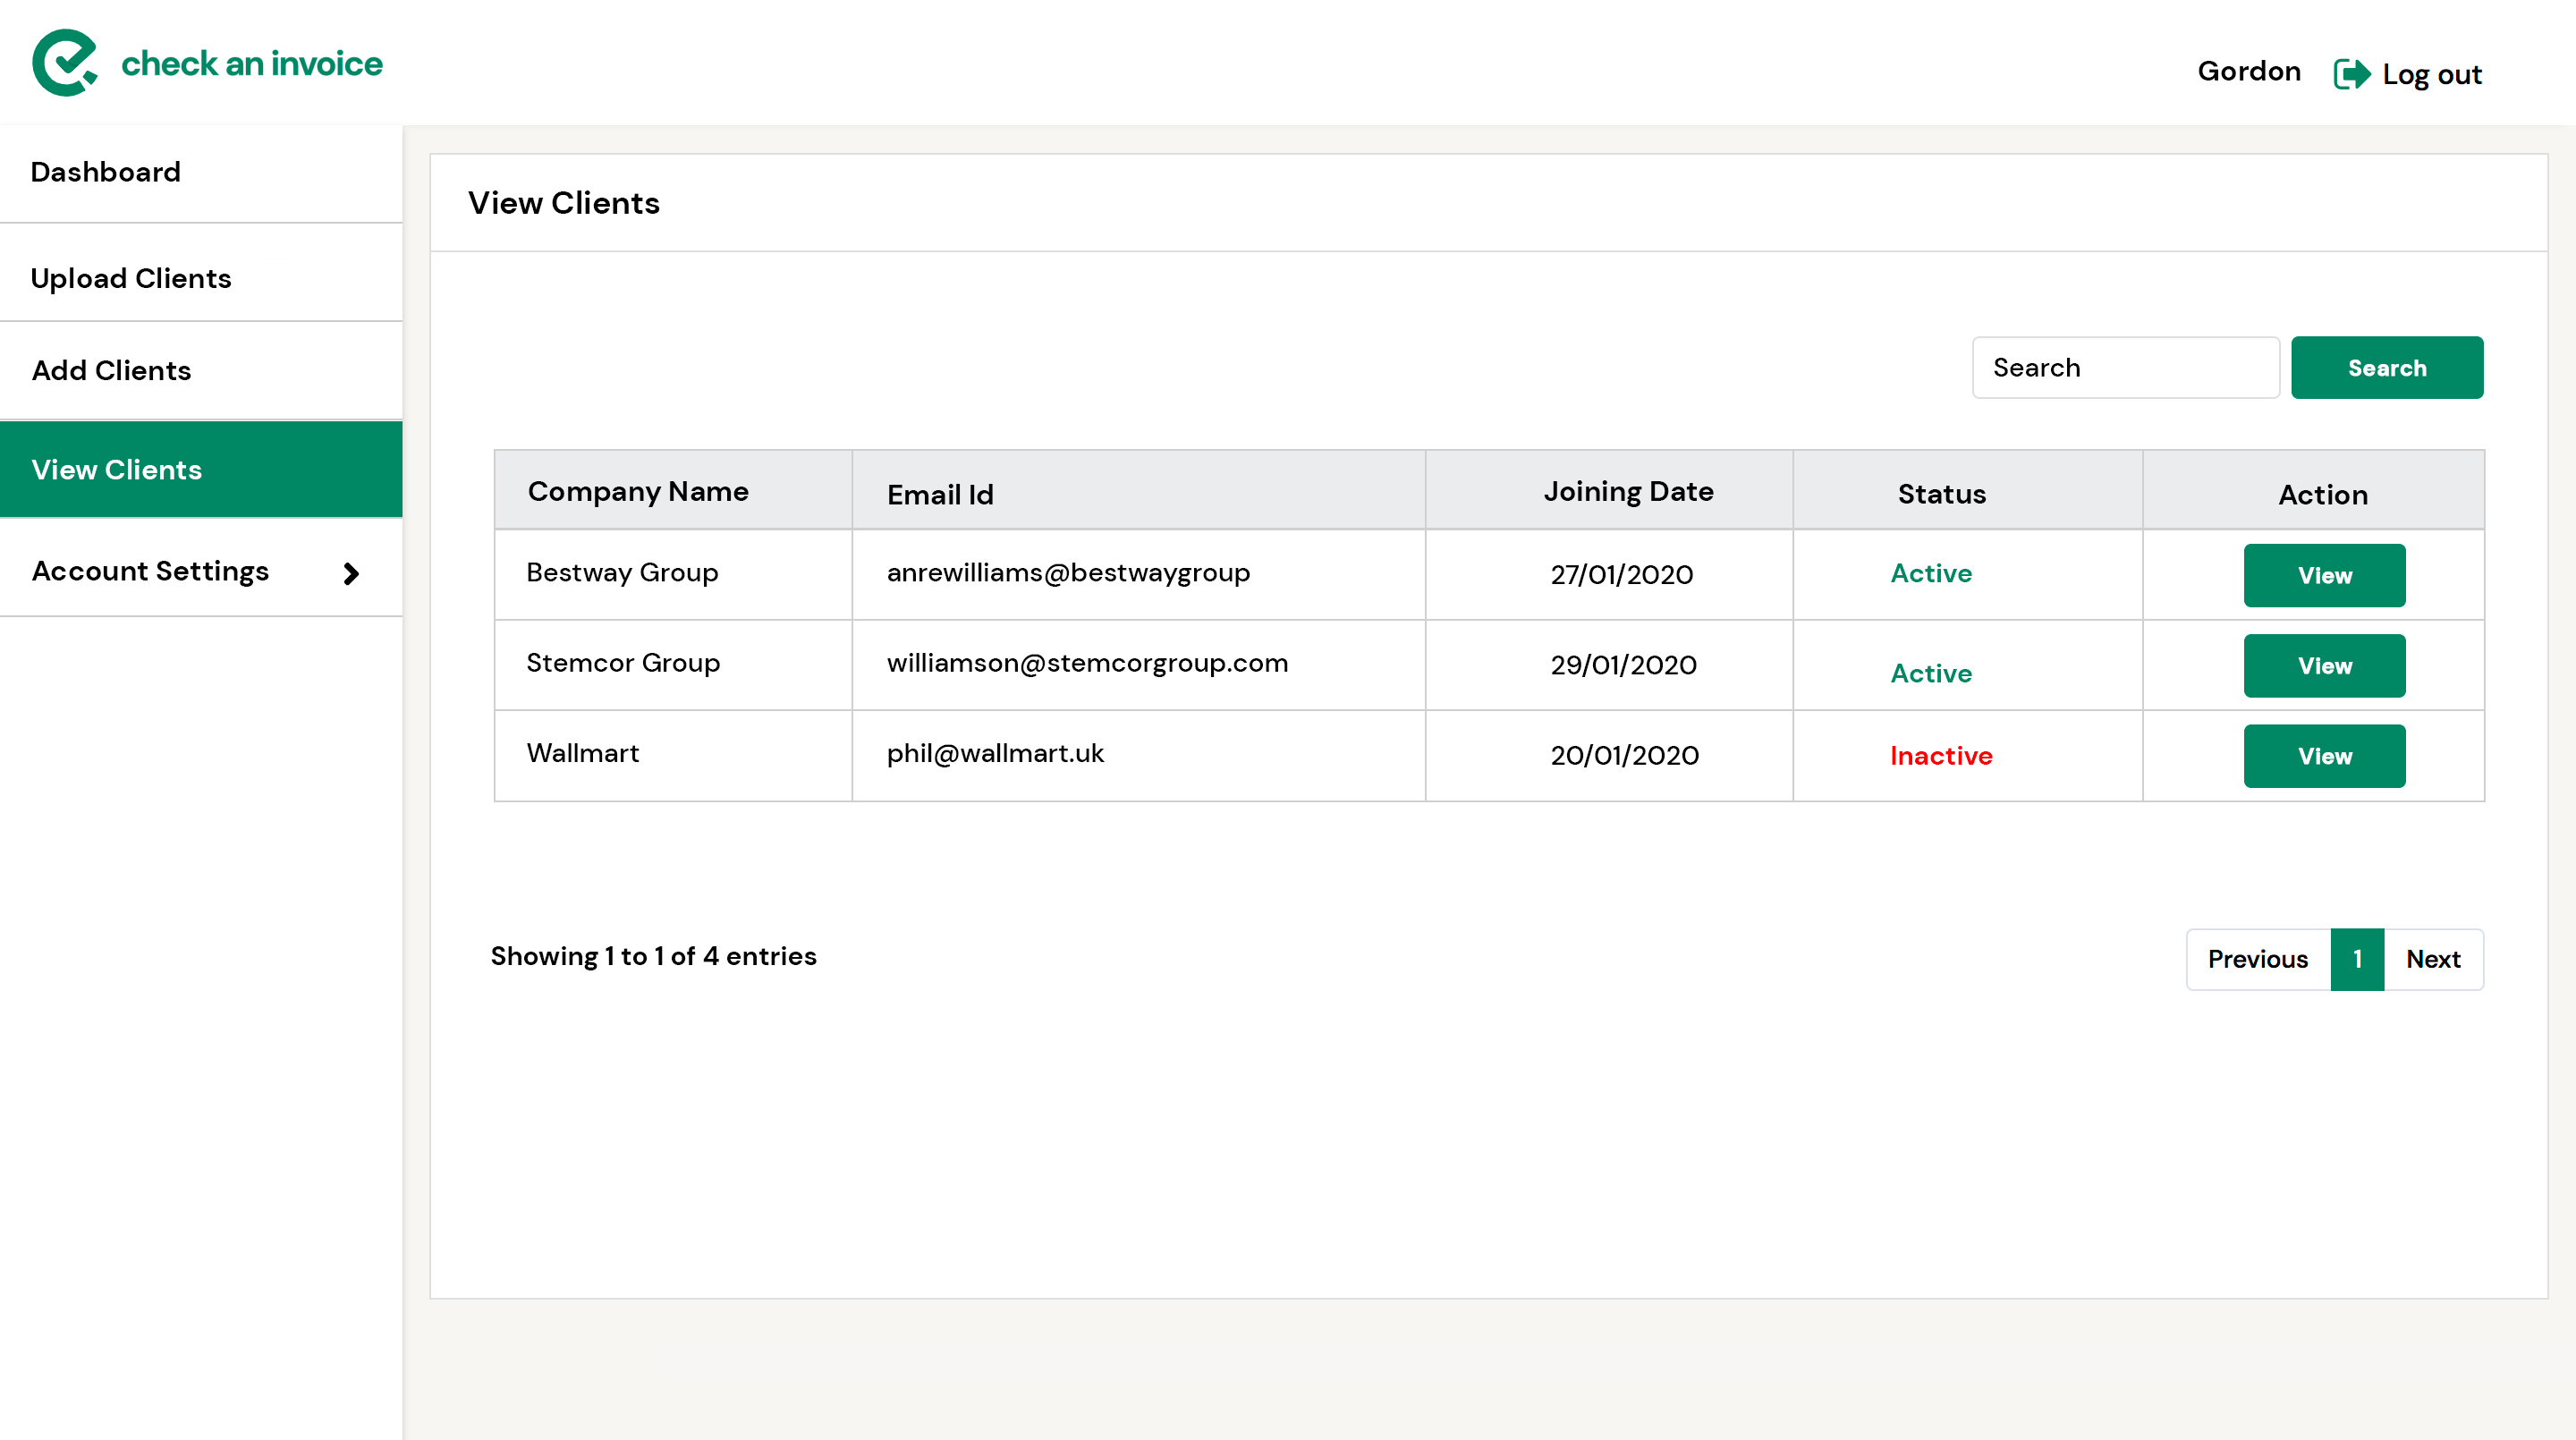 check an invoice
Gordon
Log out
Dashboard
Upload Clients
Add Clients
View Clients
Account Settings
View Clients
Search
Search
Company Name Email Id Joining Date Status Action
Bestway Group anrewilliams@bestwaygroup 27/01/2020 Active View
Stemcor Group williamson@stemcorgroup.com 29/01/2020 Active View
Wallmart phil@wallmart.uk 20/01/2020 Inactive View
Showing 1 to 1 of 4 entries
Previous 1 Next